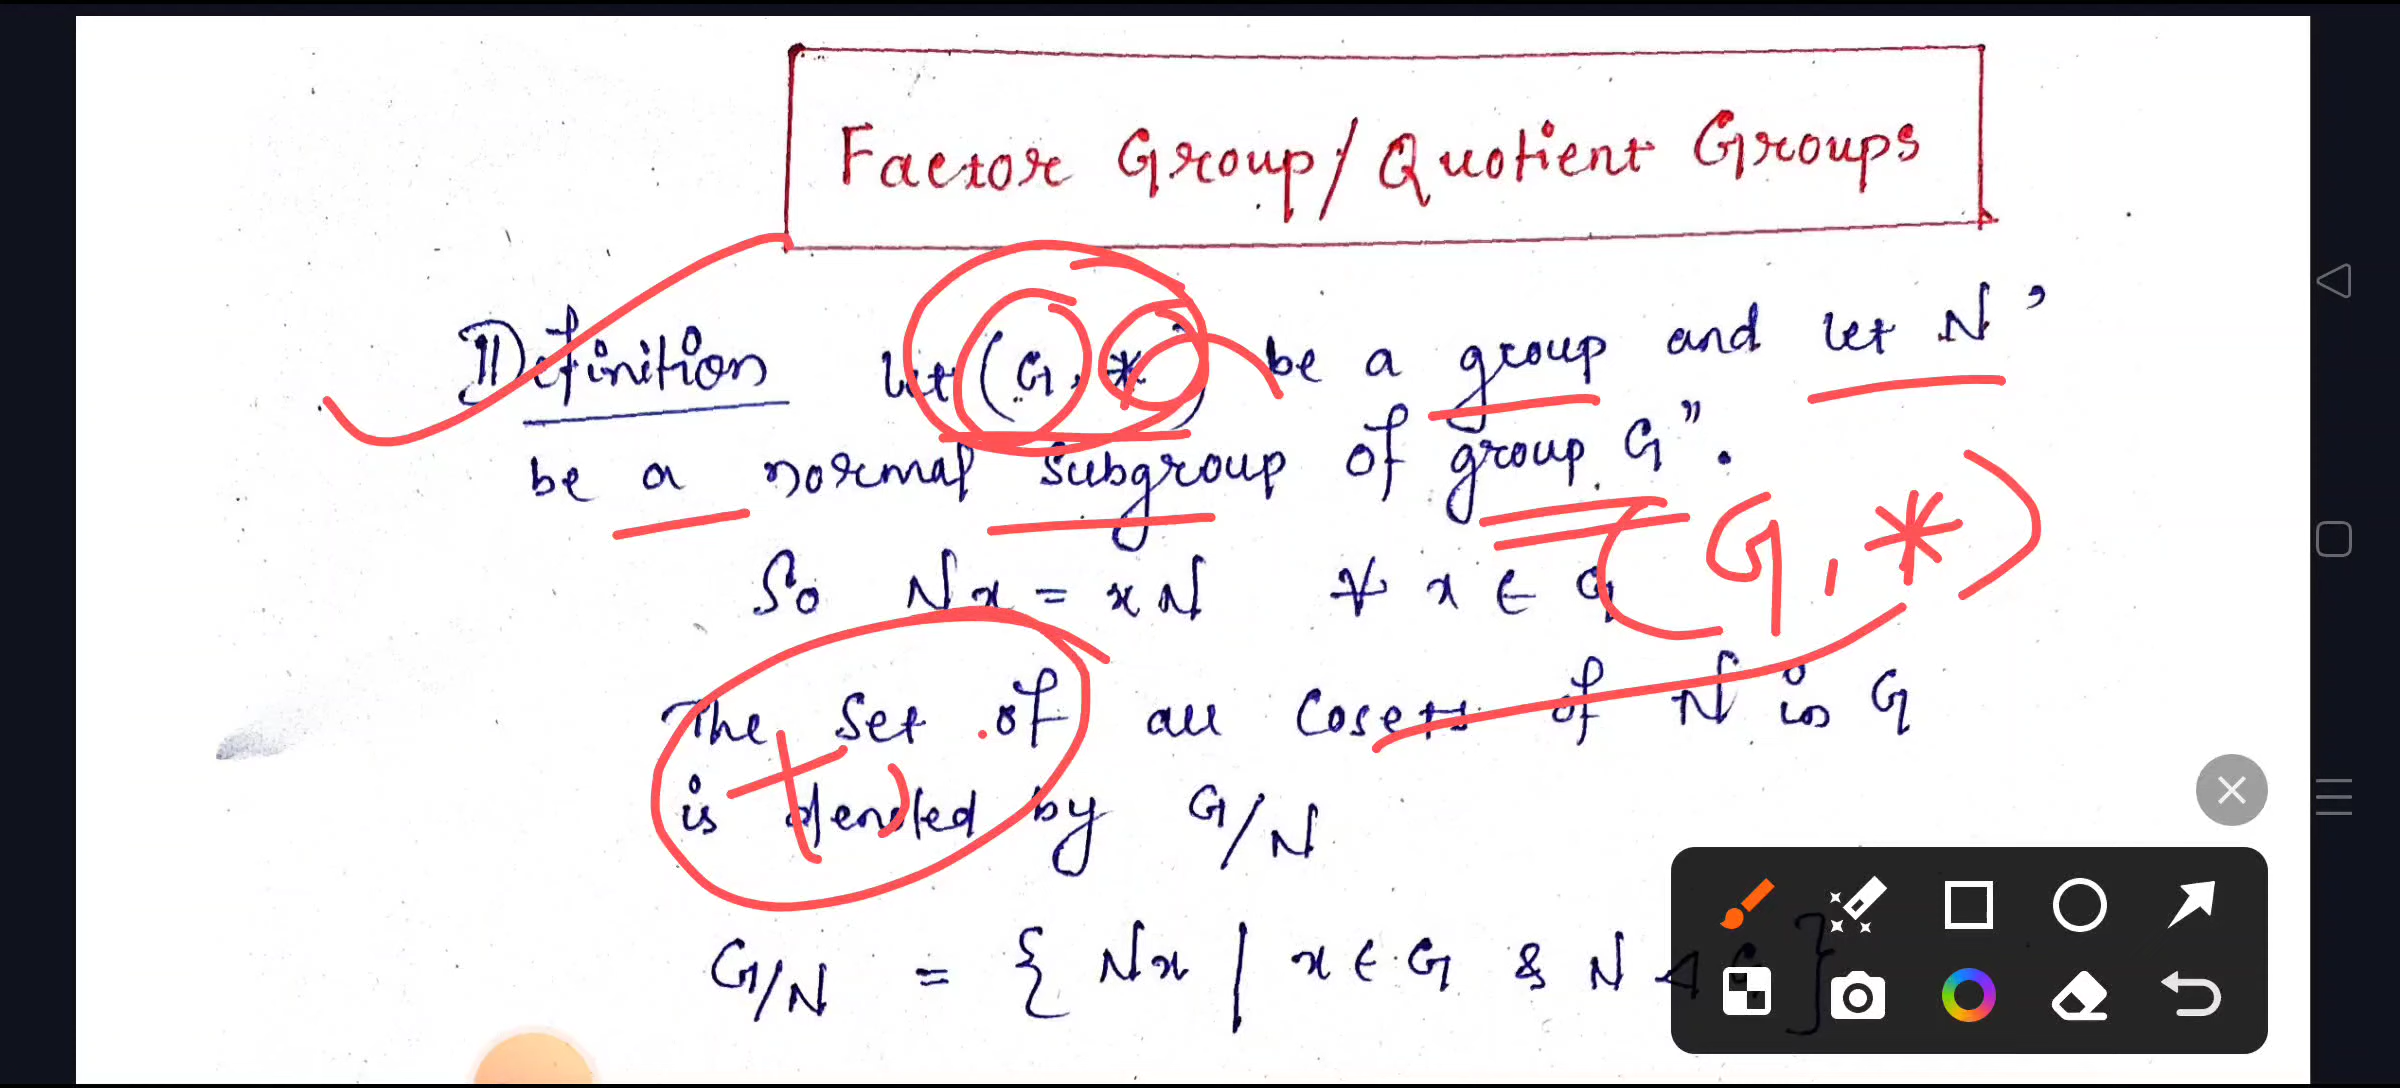 Factor Group/Quotient Groups
Definition let (G, *) be a group and let N'
be a normal subgroup of group G".
(G, *)
So Nx = xN ∀ x ∈ G
The set of all Cosets of N in G
is denoted by G/N
G/N = { Nx | x ∈ G & N ◁ G }